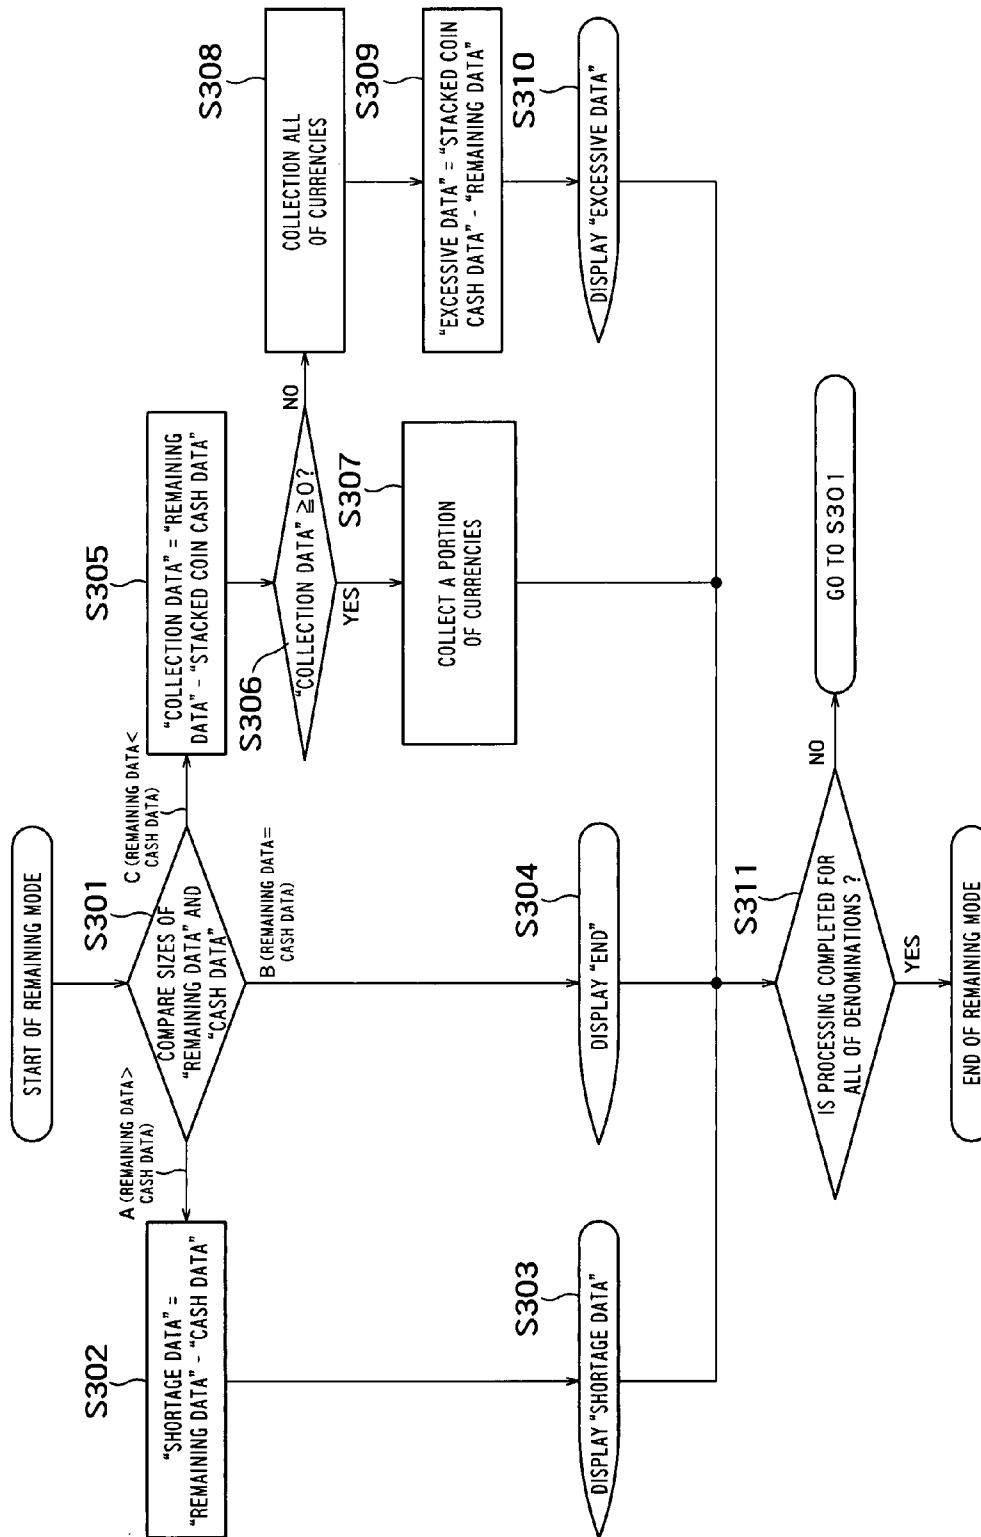 START OF REMAINING MODE
S301
COMPARE SIZES OF
“REMAINING DATA” AND
“CASH DATA”
A (REMAINING DATA>
CASH DATA)
B (REMAINING DATA=
CASH DATA)
C (REMAINING DATA<
CASH DATA)
S302
“SHORTAGE DATA” =
“REMAINING DATA” - “CASH DATA”
S303
DISPLAY “SHORTAGE DATA”
S304
DISPLAY “END”
S305
“COLLECTION DATA” = “REMAINING
DATA” - “STACKED COIN CASH DATA”
S306
“COLLECTION DATA” ≧0?
YES
NO
S307
COLLECT A PORTION
OF CURRENCIES
S308
COLLECTION ALL
OF CURRENCIES
S309
“EXCESSIVE DATA” = “STACKED COIN
CASH DATA” - “REMAINING DATA”
S310
DISPLAY “EXCESSIVE DATA”
S311
IS PROCESSING COMPLETED FOR
ALL OF DENOMINATIONS ?
NO
GO TO S301
YES
END OF REMAINING MODE